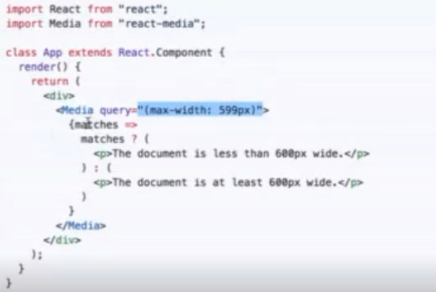 import React from "react";
import Media from "react-media";
class App extends React.Component {
render() {
return (
<div>
<Media query="(max-width: 599px)">
{matches =>
matches ? (
<p>The document is less than 600px wide.</p>
) : (
<p>The document is at least 600px wide.</p>
)
}
</Media>
</div>
);
}
}